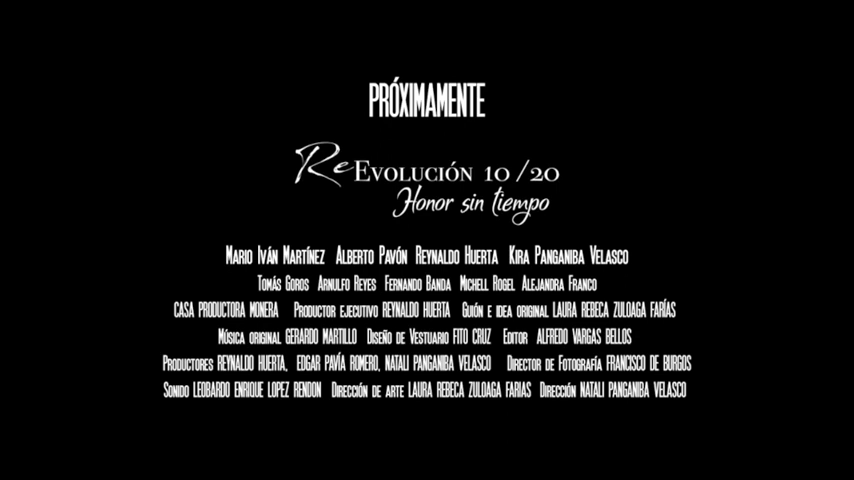 PRÓXIMAMENTE
ReEvolución 10/20
Honor sin tiempo
Mario Iván Martínez Alberto Pavón Reynaldo Huerta Kira Panganiba Velasco
Tomás Goros Arnulfo Reyes Fernando Banda Michell Rogel Alejandra Franco
CASA PRODUCTORA MONERA Productor ejecutivo REYNALDO HUERTA Guión e idea original LAURA REBECA ZULOAGA FARÍAS
Música original GERARDO MARTILLO Diseño de Vestuario FITO CRUZ Editor ALFREDO VARGAS BELLOS
Productores REYNALDO HUERTA, EDGAR PAVÍA ROMERO, NATALI PANGANIBA VELASCO Director de Fotografía FRANCISCO DE BURGOS
Sonido LEOBARDO ENRIQUE LOPEZ RENDON Dirección de arte LAURA REBECA ZULOAGA FARIAS Dirección NATALI PANGANIBA VELASCO